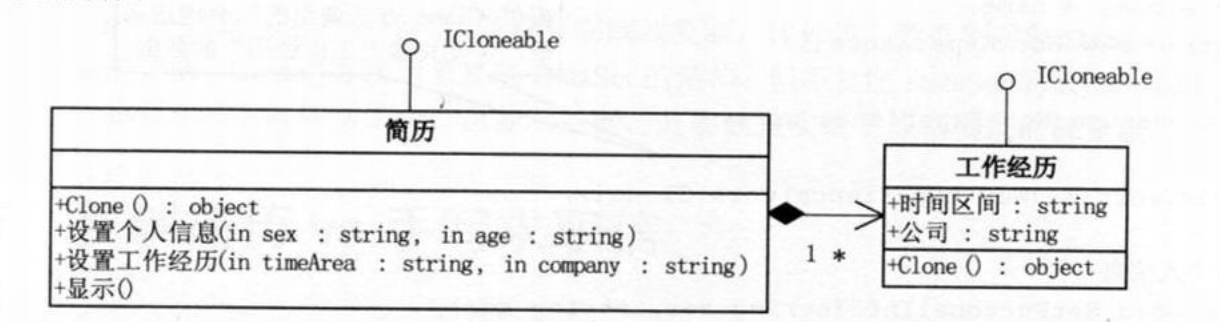 ICloneable
ICloneable
简历
+Clone() : object
+设置个人信息(in sex : string, in age : string)
+设置工作经历(in timeArea : string, in company : string)
+显示()
1 *
工作经历
+时间区间 : string
+公司 : string
+Clone() : object